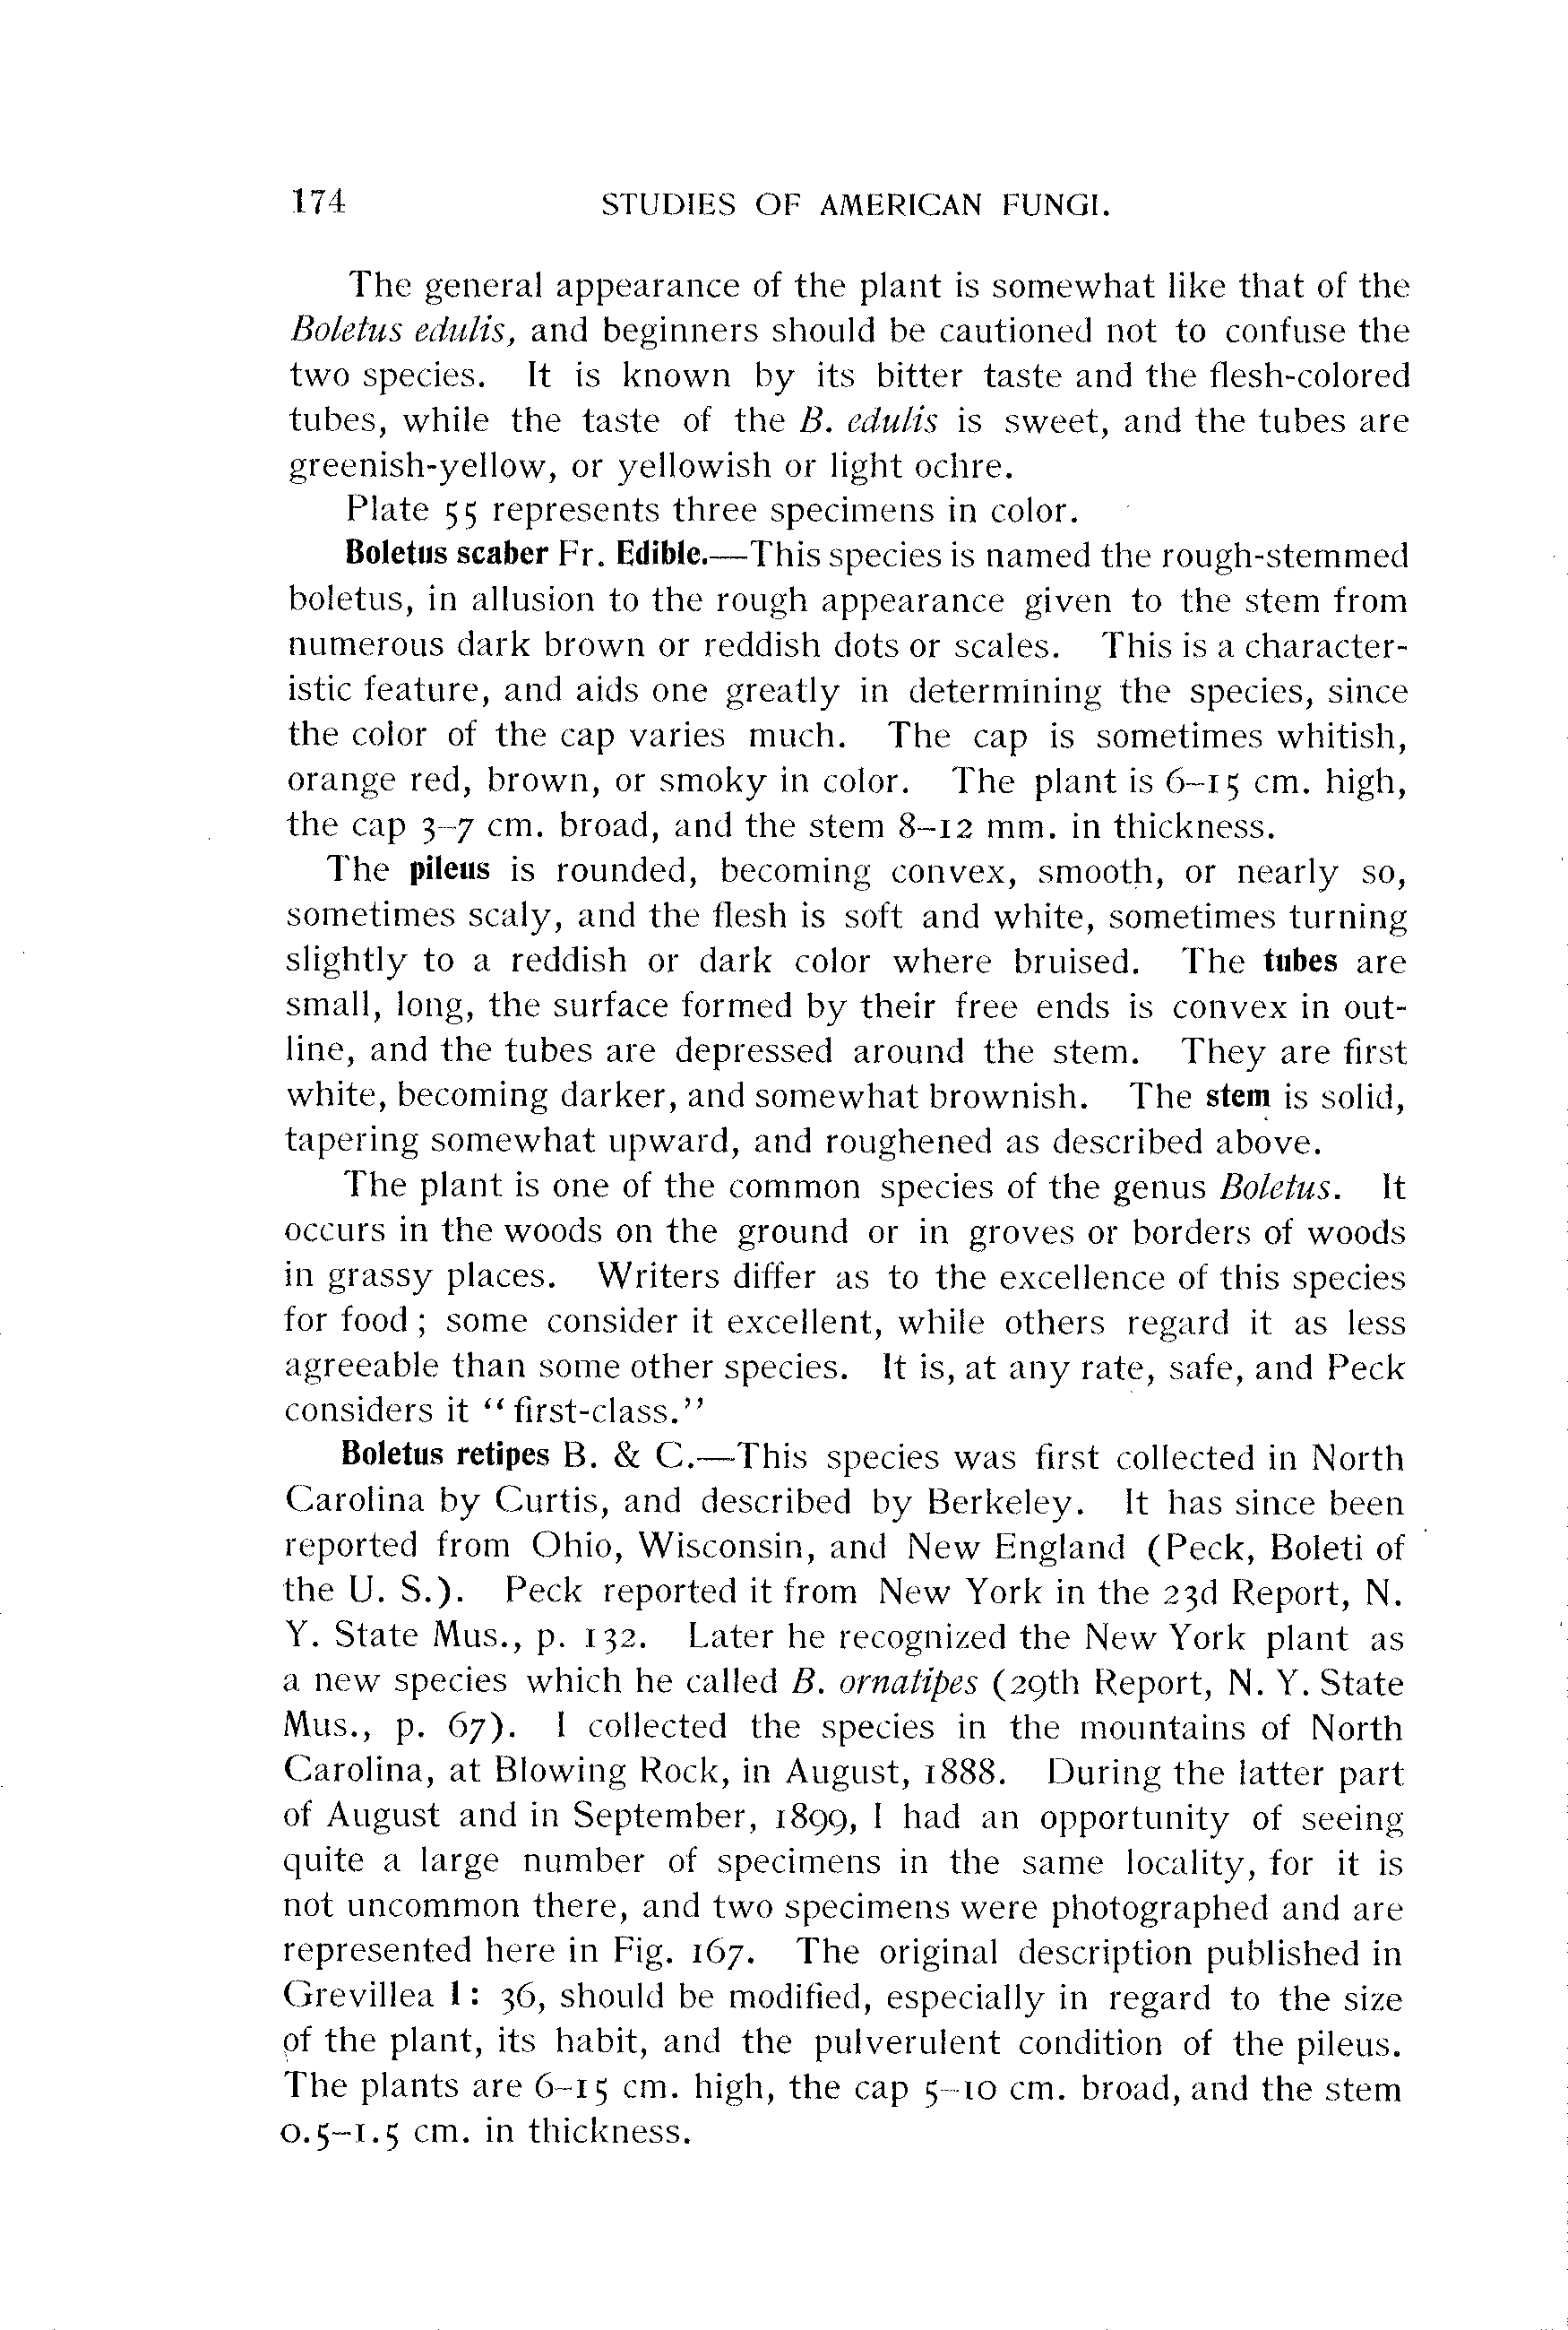 174 STUDIES OF AMERICAN FUNGI.
The general appearance of the plant is somewhat like that of the
Boletus edulis, and beginners should be cautioned not to confuse the
two species. It is known by its bitter taste and the flesh-colored
tubes, while the taste of the B. edulis is sweet, and the tubes are
greenish-yellow, or yellowish or light ochre.
Plate 55 represents three specimens in color.
Boletus scaber Fr. Edible.—This species is named the rough-stemmed
boletus, in allusion to the rough appearance given to the stem from
numerous dark brown or reddish dots or scales. This is a character-
istic feature, and aids one greatly in determining the species, since
the color of the cap varies much. The cap is sometimes whitish,
orange red, brown, or smoky in color. The plant is 6–15 cm. high,
the cap 3–7 cm. broad, and the stem 8–12 mm. in thickness.
The pileus is rounded, becoming convex, smooth, or nearly so,
sometimes scaly, and the flesh is soft and white, sometimes turning
slightly to a reddish or dark color where bruised. The tubes are
small, long, the surface formed by their free ends is convex in out-
line, and the tubes are depressed around the stem. They are first
white, becoming darker, and somewhat brownish. The stem is solid,
tapering somewhat upward, and roughened as described above.
The plant is one of the common species of the genus Boletus. It
occurs in the woods on the ground or in groves or borders of woods
in grassy places. Writers differ as to the excellence of this species
for food; some consider it excellent, while others regard it as less
agreeable than some other species. It is, at any rate, safe, and Peck
considers it “first-class.”
Boletus retipes B. & C.—This species was first collected in North
Carolina by Curtis, and described by Berkeley. It has since been
reported from Ohio, Wisconsin, and New England (Peck, Boleti of
the U. S.). Peck reported it from New York in the 23d Report, N.
Y. State Mus., p. 132. Later he recognized the New York plant as
a new species which he called B. ornatipes (29th Report, N. Y. State
Mus., p. 67). I collected the species in the mountains of North
Carolina, at Blowing Rock, in August, 1888. During the latter part
of August and in September, 1899, I had an opportunity of seeing
quite a large number of specimens in the same locality, for it is
not uncommon there, and two specimens were photographed and are
represented here in Fig. 167. The original description published in
Grevillea 1: 36, should be modified, especially in regard to the size
of the plant, its habit, and the pulverulent condition of the pileus.
The plants are 6–15 cm. high, the cap 5–10 cm. broad, and the stem
0.5–1.5 cm. in thickness.